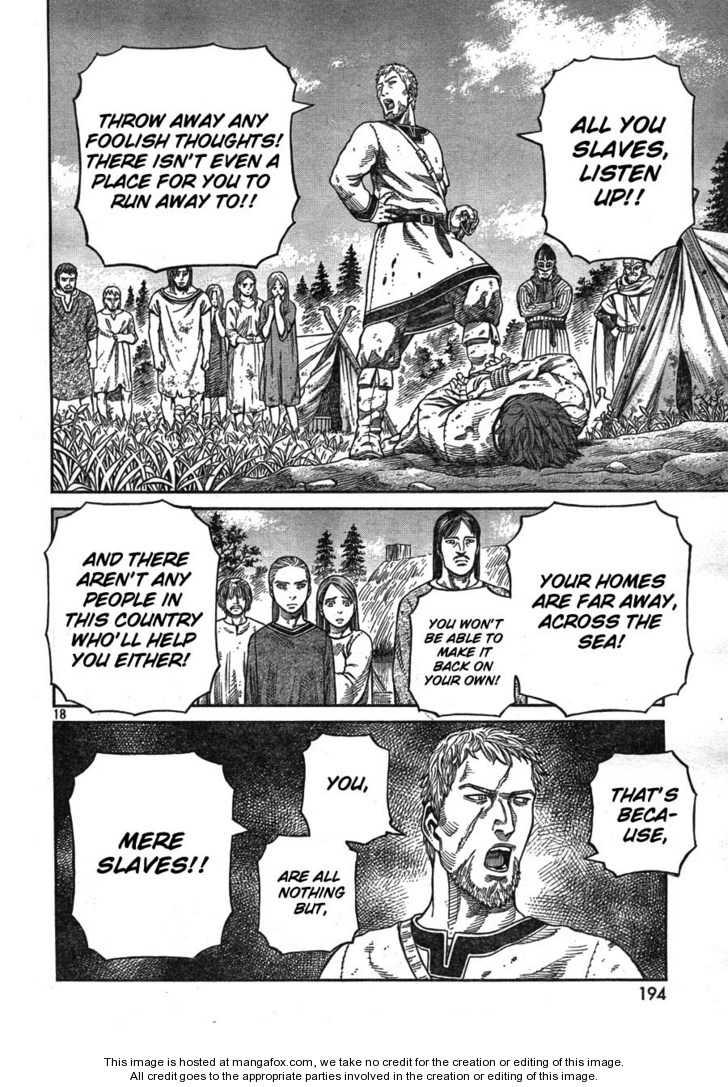 ALL YOU
SLAVES,
LISTEN
UP!!
THROW AWAY ANY
FOOLISH THOUGHTS!
THERE ISN'T EVEN A
PLACE FOR YOU TO
RUN AWAY TO!!
YOUR HOMES
ARE FAR AWAY,
ACROSS THE
SEA!
YOU WON'T
BE ABLE TO
MAKE IT
BACK ON
YOUR OWN!
AND THERE
AREN'T ANY
PEOPLE IN
THIS COUNTRY
WHO'LL HELP
YOU EITHER!
18
THAT'S
BECA-
USE,
YOU,
ARE ALL
NOTHING
BUT,
MERE
SLAVES!!
194
This image is hosted at mangafox.com, we take no credit for the creation or editing of this image.
All credit goes to the appropriate parties involved in the creation or editing of this image.